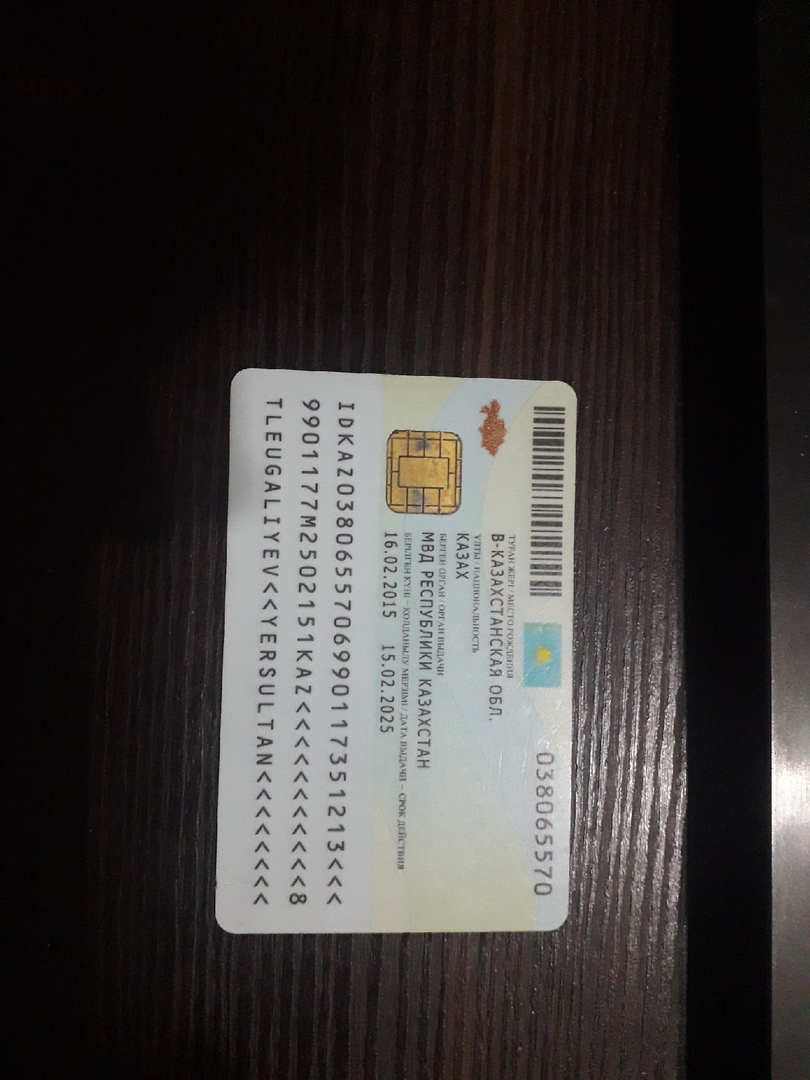 038065570
ТУҒАН ЖЕРІ / МЕСТО РОЖДЕНИЯ
В-КАЗАХСТАНСКАЯ ОБЛ.
ҰЛТЫ / НАЦИОНАЛЬНОСТЬ
КАЗАХ
БЕРГЕН ОРГАН / ОРГАН ВЫДАЧИ
МВД РЕСПУБЛИКИ КАЗАХСТАН
БЕРІЛГЕН КҮНІ – ҚОЛДАНЫЛУ МЕРЗІМІ / ДАТА ВЫДАЧИ – СРОК ДЕЙСТВИЯ
16.02.2015 15.02.2025
IDKAZ0380655706990117351213<<<
9901177M2502151KAZ<<<<<<<<<<<8
TLEUGALIYEV<<YERSULTAN<<<<<<<<